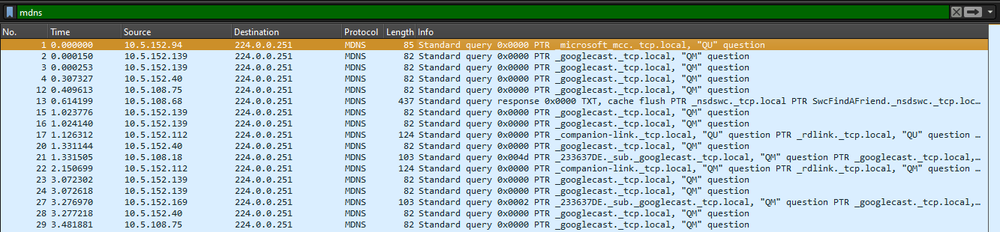 mdns
No. Time Source Destination Protocol Length Info
1 0.000000 10.5.152.94 224.0.0.251 MDNS 85 Standard query 0x0000 PTR _microsoft_mcc._tcp.local, "QU" question
2 0.000150 10.5.152.139 224.0.0.251 MDNS 82 Standard query 0x0000 PTR _googlecast._tcp.local, "QM" question
3 0.000253 10.5.152.139 224.0.0.251 MDNS 82 Standard query 0x0000 PTR _googlecast._tcp.local, "QM" question
4 0.307327 10.5.152.40 224.0.0.251 MDNS 82 Standard query 0x0000 PTR _googlecast._tcp.local, "QM" question
12 0.409613 10.5.108.75 224.0.0.251 MDNS 82 Standard query 0x0000 PTR _googlecast._tcp.local, "QM" question
13 0.614199 10.5.108.68 224.0.0.251 MDNS 437 Standard query response 0x0000 TXT, cache flush PTR _nsdswc._tcp.local PTR SwcFindAFriend._nsdswc._tcp.loc…
15 1.023776 10.5.152.139 224.0.0.251 MDNS 82 Standard query 0x0000 PTR _googlecast._tcp.local, "QM" question
16 1.024140 10.5.152.139 224.0.0.251 MDNS 82 Standard query 0x0000 PTR _googlecast._tcp.local, "QM" question
17 1.126312 10.5.152.112 224.0.0.251 MDNS 124 Standard query 0x0000 PTR _companion-link._tcp.local, "QU" question PTR _rdlink._tcp.local, "QU" question …
20 1.331144 10.5.152.40 224.0.0.251 MDNS 82 Standard query 0x0000 PTR _googlecast._tcp.local, "QM" question
21 1.331505 10.5.108.18 224.0.0.251 MDNS 103 Standard query 0x004d PTR _233637DE._sub._googlecast._tcp.local, "QM" question PTR _googlecast._tcp.local,…
22 2.150699 10.5.152.112 224.0.0.251 MDNS 124 Standard query 0x0000 PTR _companion-link._tcp.local, "QM" question PTR _rdlink._tcp.local, "QM" question …
23 3.072302 10.5.152.139 224.0.0.251 MDNS 82 Standard query 0x0000 PTR _googlecast._tcp.local, "QM" question
24 3.072618 10.5.152.139 224.0.0.251 MDNS 82 Standard query 0x0000 PTR _googlecast._tcp.local, "QM" question
27 3.276970 10.5.152.169 224.0.0.251 MDNS 103 Standard query 0x0002 PTR _233637DE._sub._googlecast._tcp.local, "QM" question PTR _googlecast._tcp.local,…
28 3.277218 10.5.152.40 224.0.0.251 MDNS 82 Standard query 0x0000 PTR _googlecast._tcp.local, "QM" question
29 3.481881 10.5.108.75 224.0.0.251 MDNS 82 Standard query 0x0000 PTR _googlecast._tcp.local, "QM" question